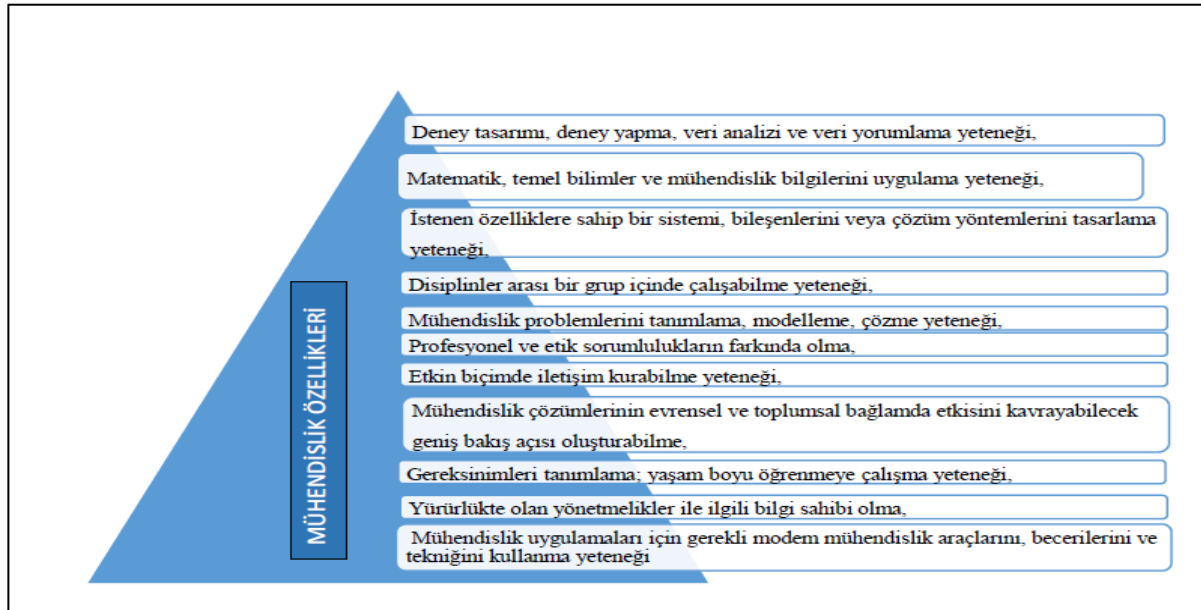 Deney tasarımı, deney yapma, veri analizi ve veri yorumlama yeteneği,
Matematik, temel bilimler ve mühendislik bilgilerini uygulama yeteneği,
İstenen özelliklere sahip bir sistemi, bileşenlerini veya çözüm yöntemlerini tasarlama
yeteneği,
Disiplinler arası bir grup içinde çalışabilme yeteneği,
Mühendislik problemlerini tanımlama, modelleme, çözme yeteneği,
Profesyonel ve etik sorumlulukların farkında olma,
Etkin biçimde iletişim kurabilme yeteneği,
Mühendislik çözümlerinin evrensel ve toplumsal bağlamda etkisini kavrayabilecek
geniş bakış açısı oluşturabilme,
Gereksinimleri tanımlama; yaşam boyu öğrenmeye çalışma yeteneği,
Yürürlükte olan yönetmelikler ile ilgili bilgi sahibi olma,
Mühendislik uygulamaları için gerekli modem mühendislik araçlarını, becerilerini ve
tekniğini kullanma yeteneği
MÜHENDİSLİK ÖZELLİKLERİ